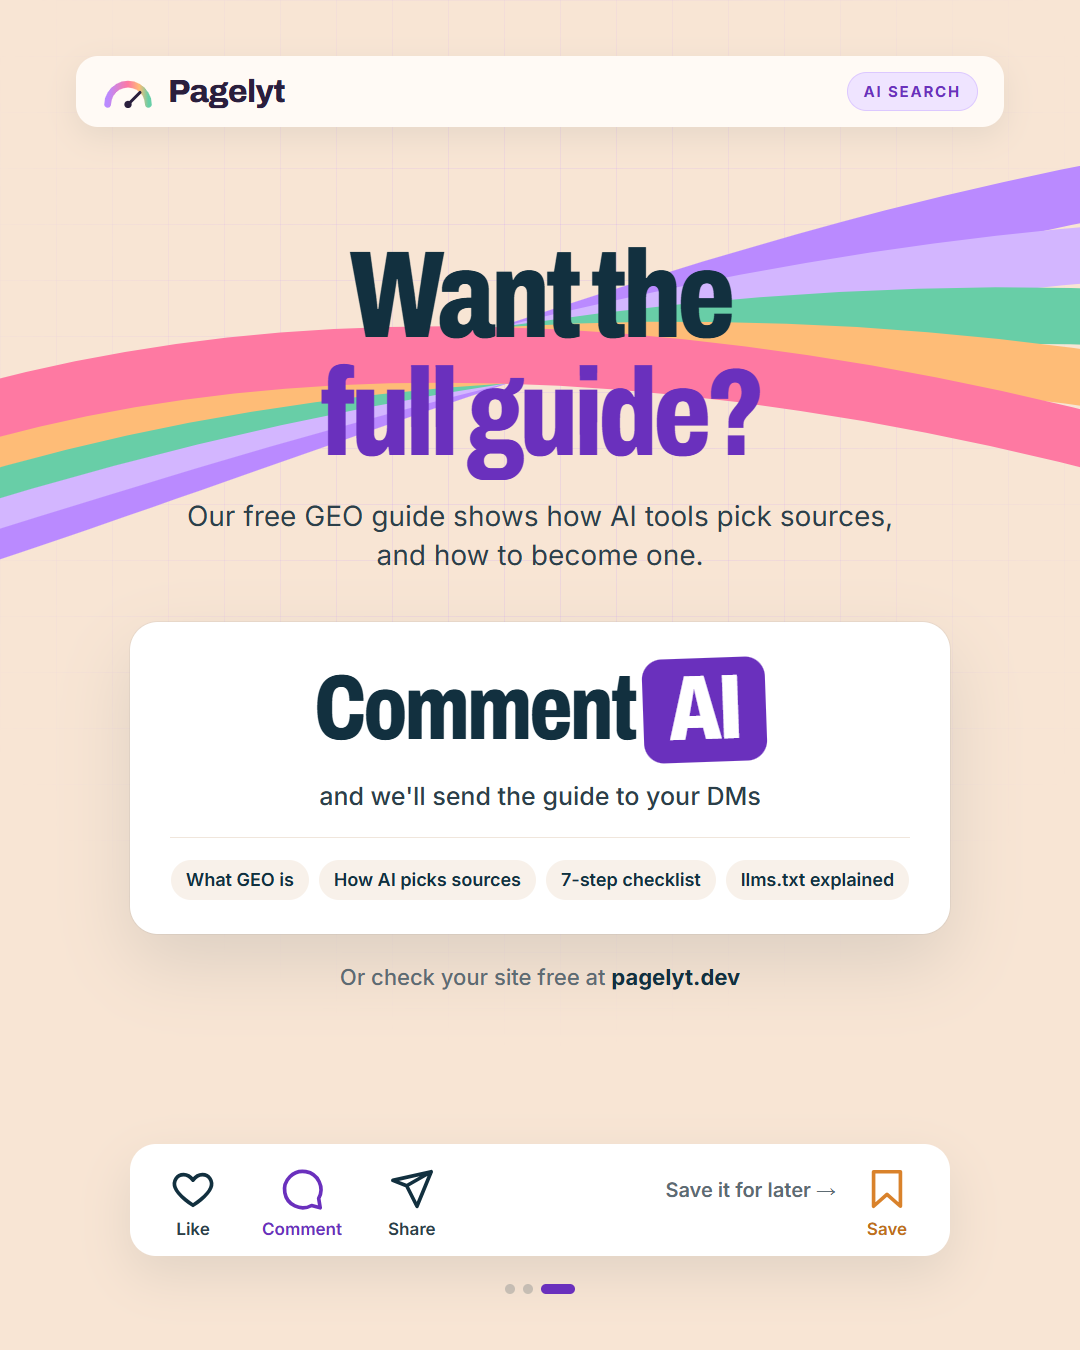 Pagelyt
AI SEARCH
Want the
full guide?
Our free GEO guide shows how AI tools pick sources,
and how to become one.
Comment AI
and we'll send the guide to your DMs
What GEO is
How AI picks sources
7-step checklist
llms.txt explained
Or check your site free at pagelyt.dev
Like
Comment
Share
Save it for later →
Save